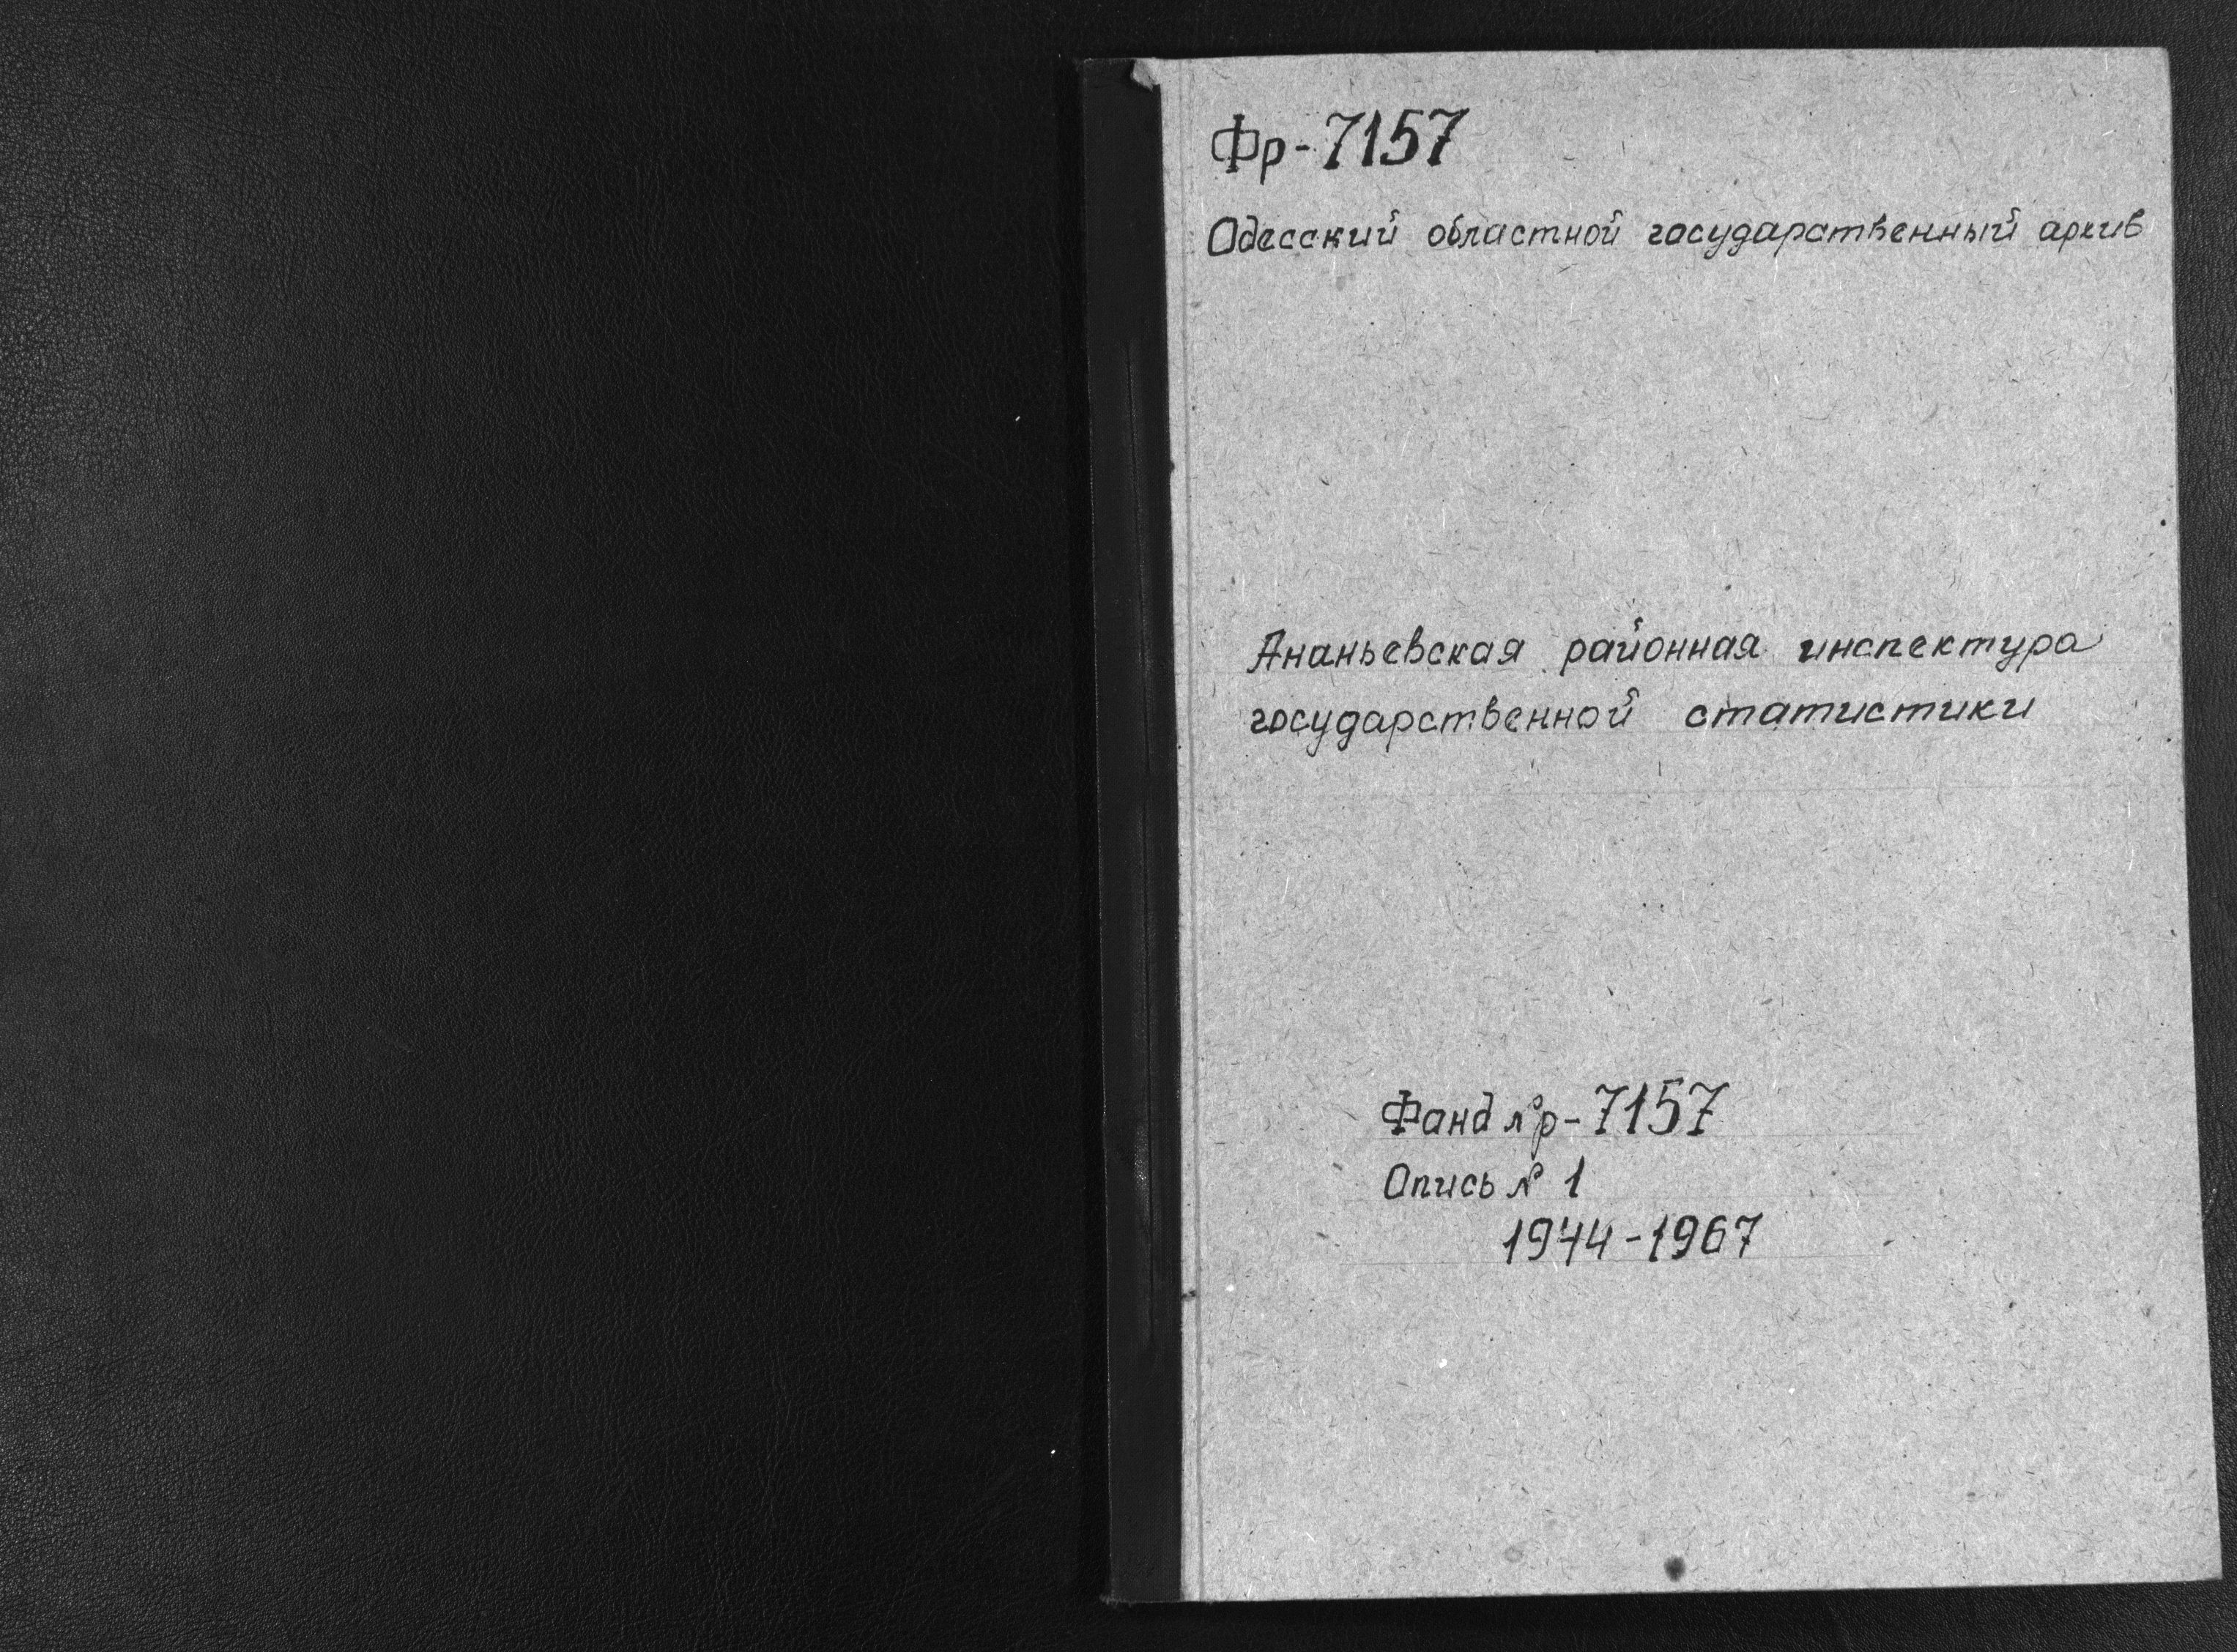 Фр-7157
Одесский областной государственный архив
Ананьевская районная инспектура
государственной статистики
Фонд №р-7157
Опись № 1
1944-1967